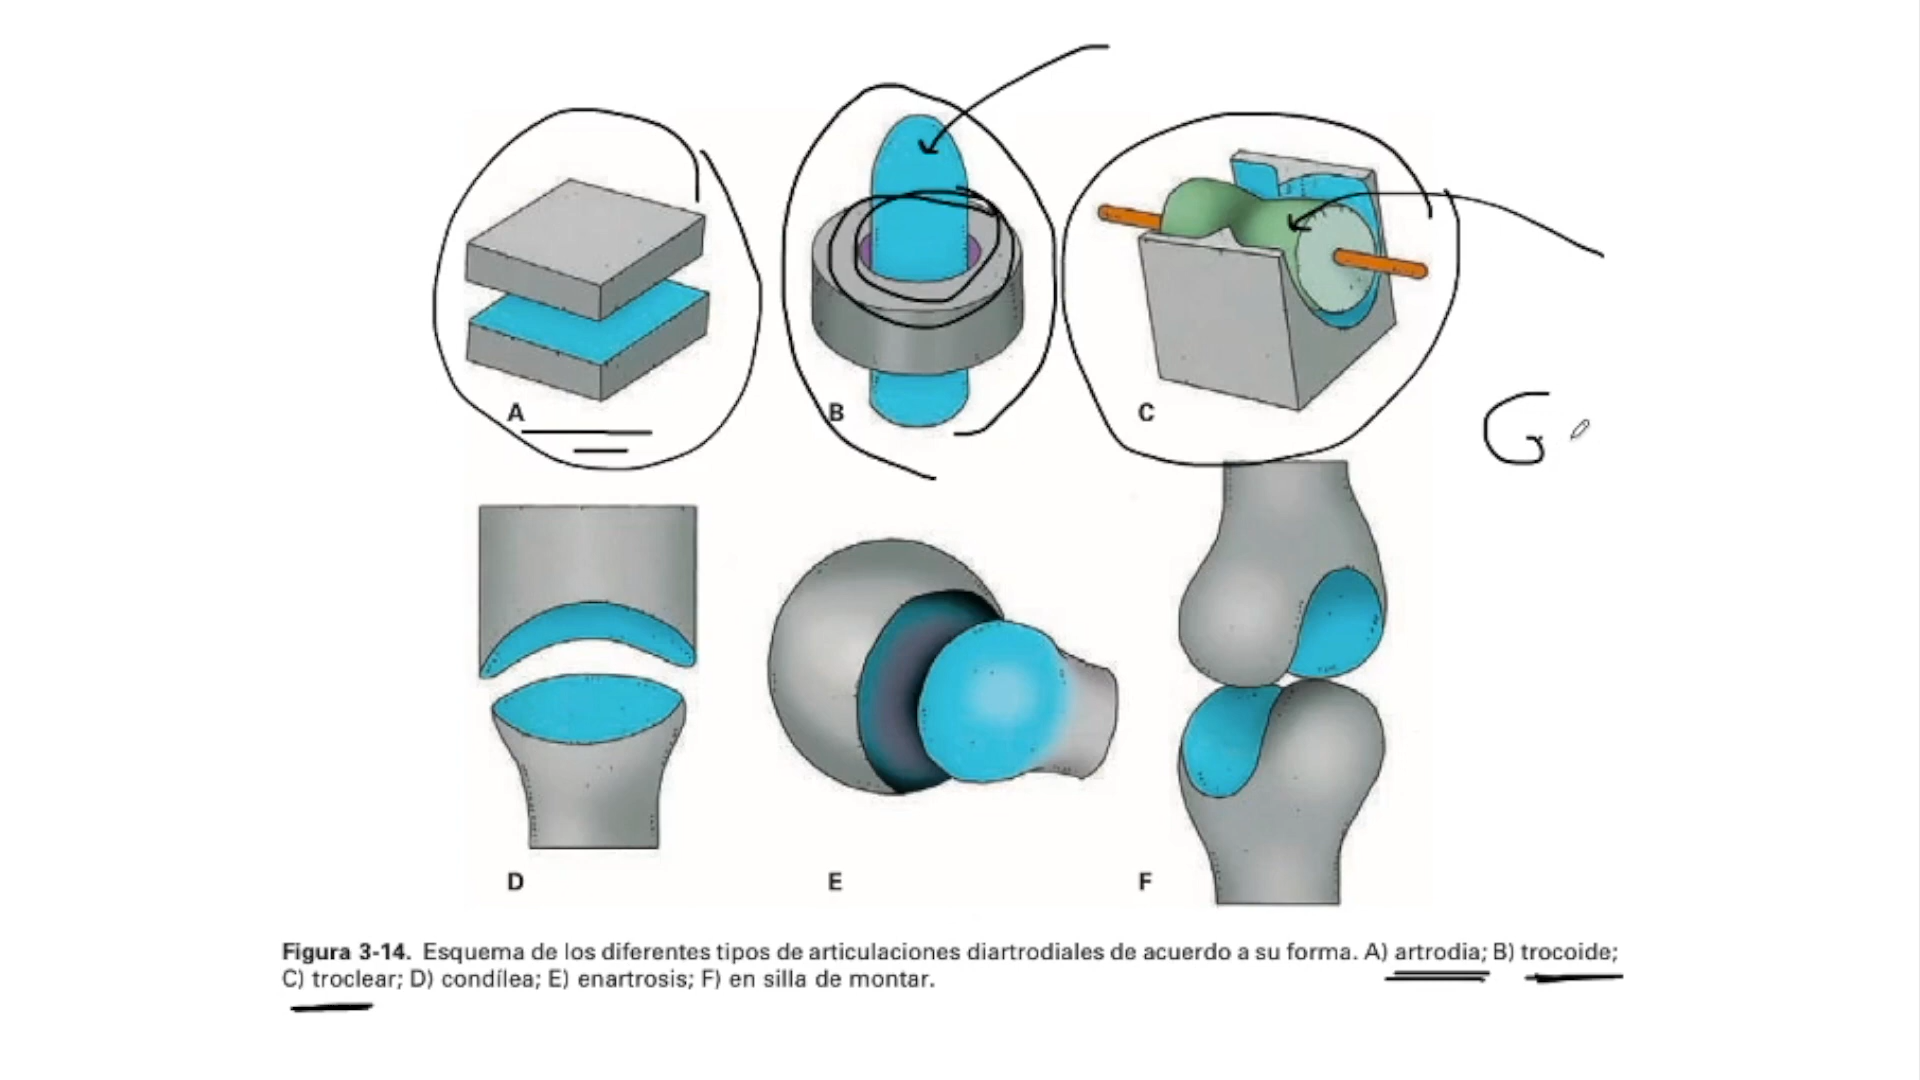 A
B
C
G
D
E
F
Figura 3-14. Esquema de los diferentes tipos de articulaciones diartrodiales de acuerdo a su forma. A) artrodia; B) trocoide;
C) troclear; D) condílea; E) enartrosis; F) en silla de montar.